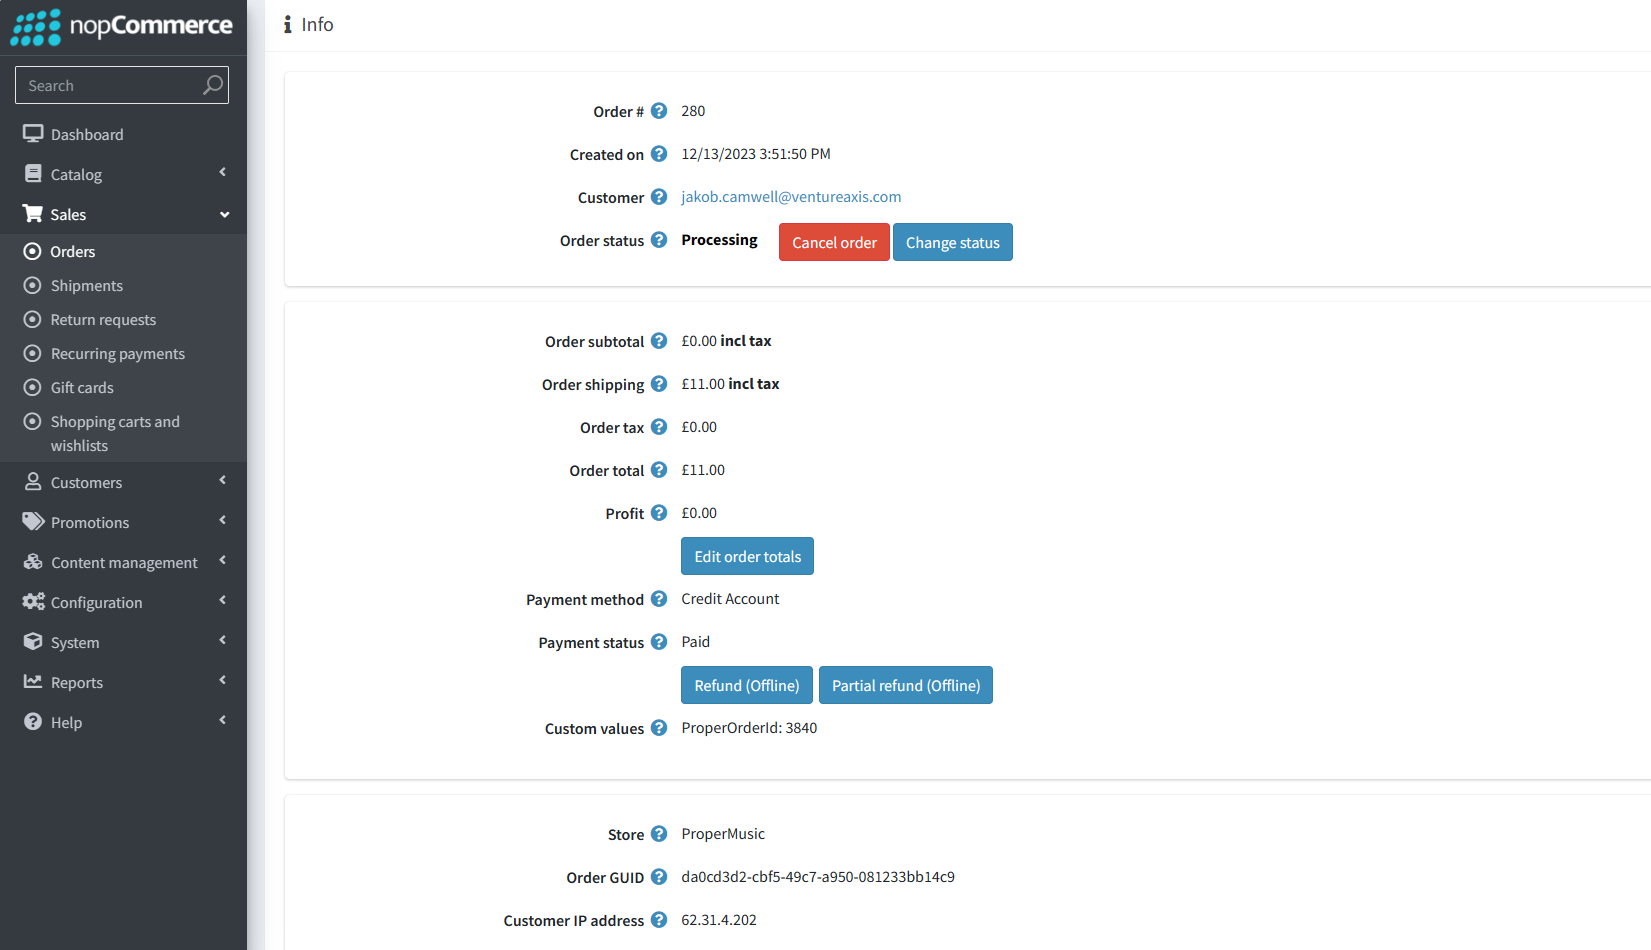 nopCommerce
Search
Dashboard
Catalog
Sales
Orders
Shipments
Return requests
Recurring payments
Gift cards
Shopping carts and
wishlists
Customers
Promotions
Content management
Configuration
System
Reports
Help
Info
Order # 280
Created on 12/13/2023 3:51:50 PM
Customer jakob.camwell@ventureaxis.com
Order status Processing Cancel order Change status
Order subtotal £0.00 incl tax
Order shipping £11.00 incl tax
Order tax £0.00
Order total £11.00
Profit £0.00
Edit order totals
Payment method Credit Account
Payment status Paid
Refund (Offline) Partial refund (Offline)
Custom values ProperOrderId: 3840
Store ProperMusic
Order GUID da0cd3d2-cbf5-49c7-a950-081233bb14c9
Customer IP address 62.31.4.202